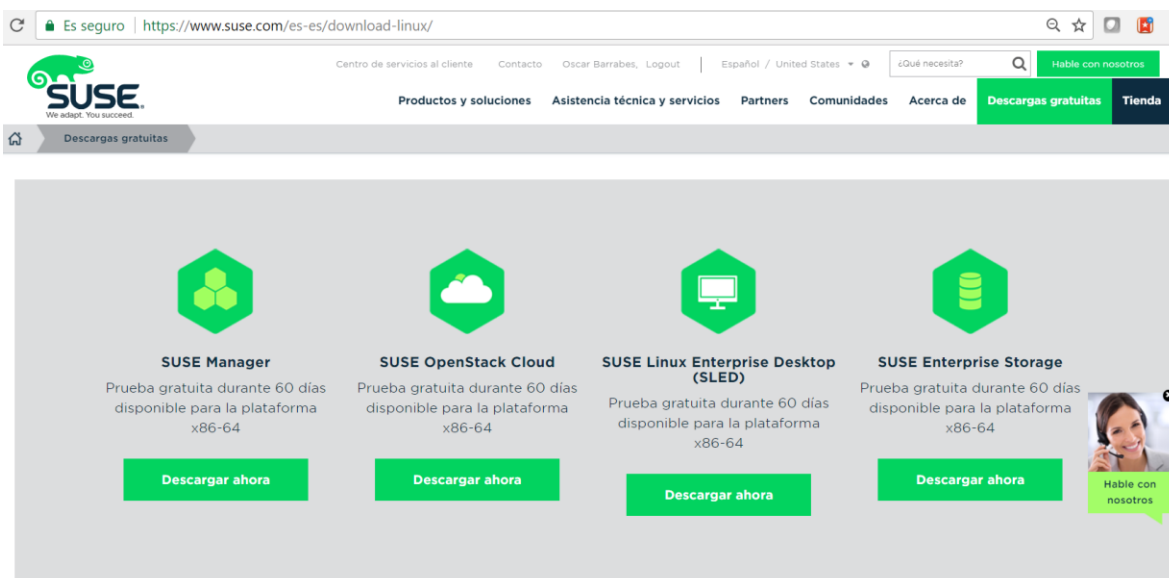 Es seguro | https://www.suse.com/es-es/download-linux/
Centro de servicios al cliente Contacto Oscar Barrabes, Logout | Español / United States ¿Qué necesita? Hable con nosotros
SUSE.
We adapt. You succeed.
Productos y soluciones Asistencia técnica y servicios Partners Comunidades Acerca de Descargas gratuitas Tienda
Descargas gratuitas
SUSE Manager
Prueba gratuita durante 60 días
disponible para la plataforma
x86-64
Descargar ahora
SUSE OpenStack Cloud
Prueba gratuita durante 60 días
disponible para la plataforma
x86-64
Descargar ahora
SUSE Linux Enterprise Desktop
(SLED)
Prueba gratuita durante 60 días
disponible para la plataforma
x86-64
Descargar ahora
SUSE Enterprise Storage
Prueba gratuita durante 60 días
disponible para la plataforma
x86-64
Descargar ahora
Hable con
nosotros